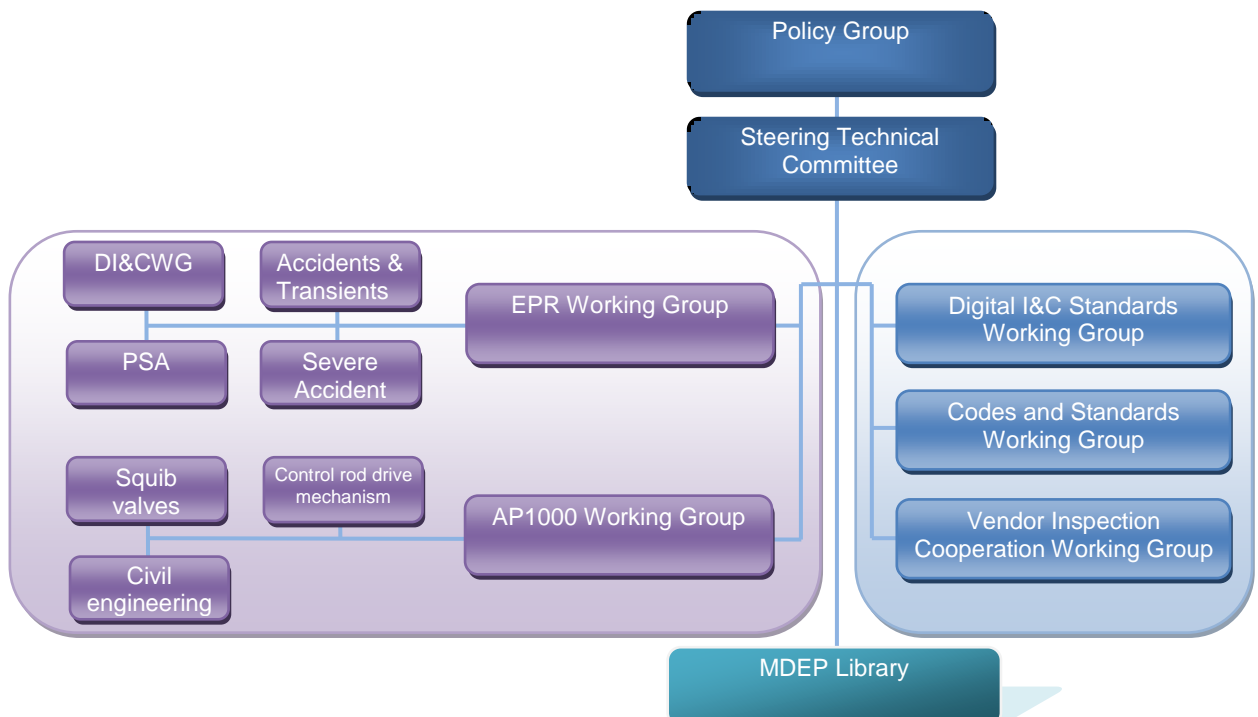 Policy Group
Steering Technical
Committee
DI&CWG
Accidents &
Transients
EPR Working Group
PSA
Severe
Accident
Squib
valves
Control rod drive
mechanism
AP1000 Working Group
Civil
engineering
Digital I&C Standards
Working Group
Codes and Standards
Working Group
Vendor Inspection
Cooperation Working Group
MDEP Library